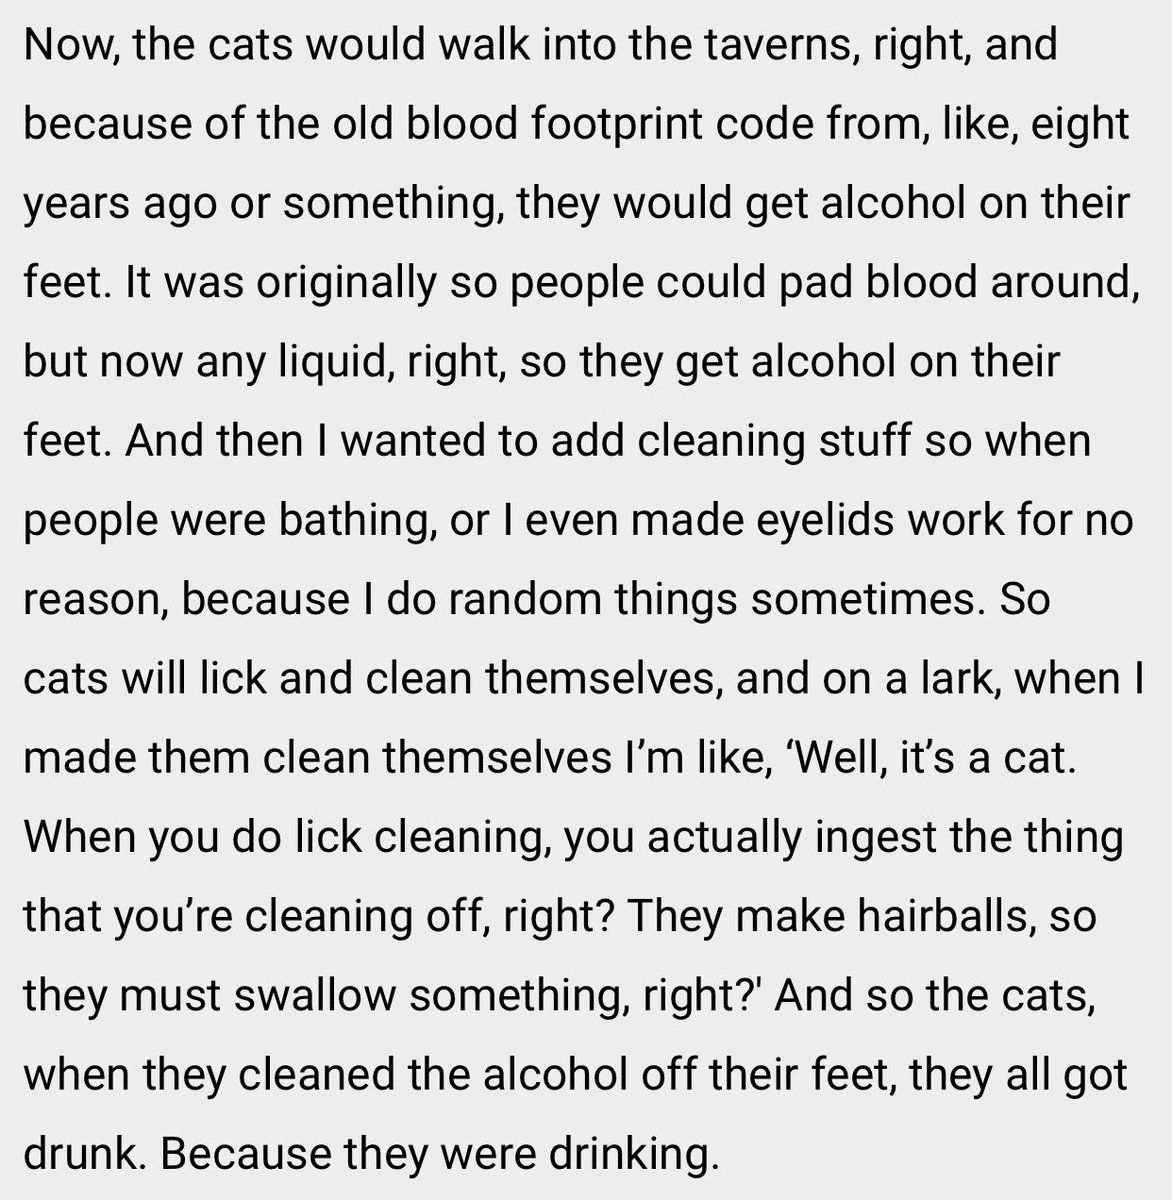 Now, the cats would walk into the taverns, right, and
because of the old blood footprint code from, like, eight
years ago or something, they would get alcohol on their
feet. It was originally so people could pad blood around,
but now any liquid, right, so they get alcohol on their
feet. And then I wanted to add cleaning stuff so when
people were bathing, or I even made eyelids work for no
reason, because I do random things sometimes. So
cats will lick and clean themselves, and on a lark, when I
made them clean themselves I’m like, ‘Well, it’s a cat.
When you do lick cleaning, you actually ingest the thing
that you’re cleaning off, right? They make hairballs, so
they must swallow something, right?' And so the cats,
when they cleaned the alcohol off their feet, they all got
drunk. Because they were drinking.